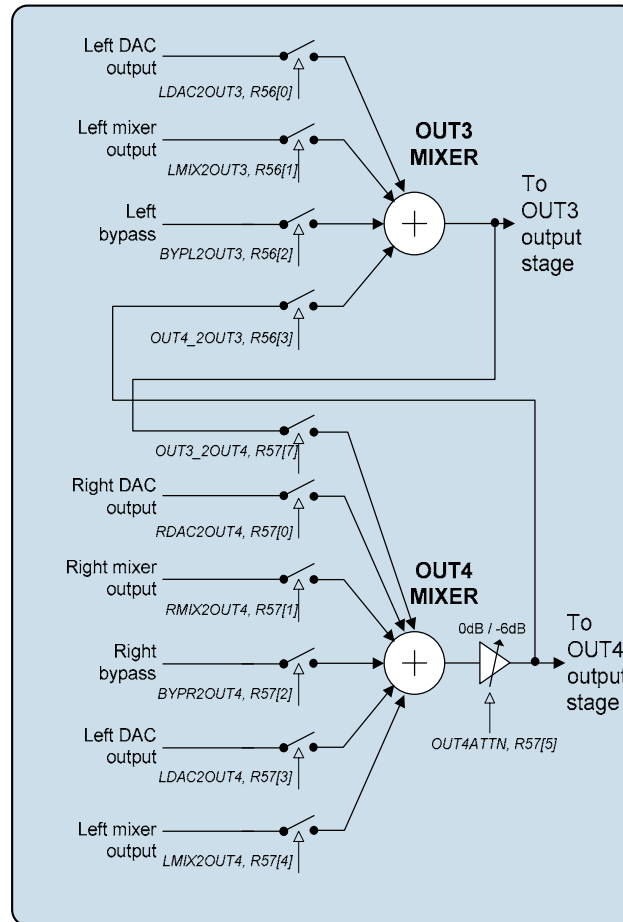 Left DAC
output
LDAC2OUT3, R56[0]
Left mixer
output
LMIX2OUT3, R56[1]
OUT3
MIXER
Left
bypass
BYPL2OUT3, R56[2]
To
OUT3
output
stage
OUT4_2OUT3, R56[3]
OUT3_2OUT4, R57[7]
Right DAC
output
RDAC2OUT4, R57[0]
Right mixer
output
RMIX2OUT4, R57[1]
OUT4
MIXER
0dB / -6dB
Right
bypass
BYPR2OUT4, R57[2]
To
OUT4
output
stage
OUT4ATTN, R57[5]
Left DAC
output
LDAC2OUT4, R57[3]
Left mixer
output
LMIX2OUT4, R57[4]